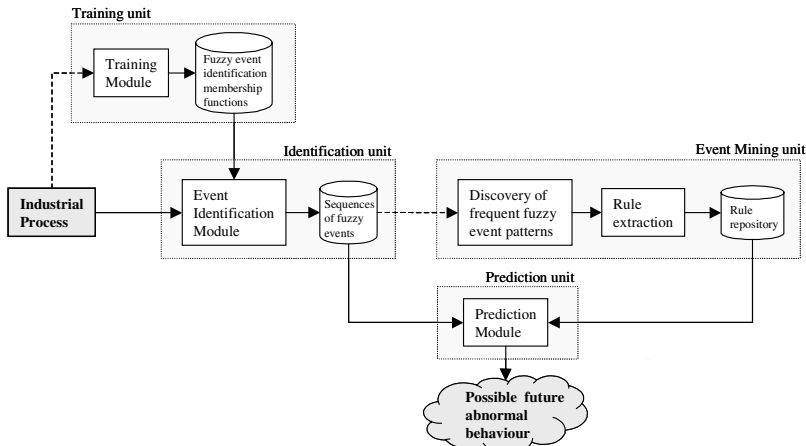 Training unit
Training
Module
Fuzzy event
identification
membership
functions
Identification unit
Event Mining unit
Industrial
Process
Event
Identification
Module
Sequences
of fuzzy
events
Discovery of
frequent fuzzy
event patterns
Rule
extraction
Rule
repository
Prediction unit
Prediction
Module
Possible future
abnormal
behaviour